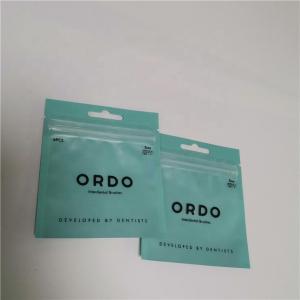 ORDO
Interdental Brushes
DEVELOPED BY DENTISTS
ORDO
Interdental Brushes
DEVELOPED BY DENTISTS